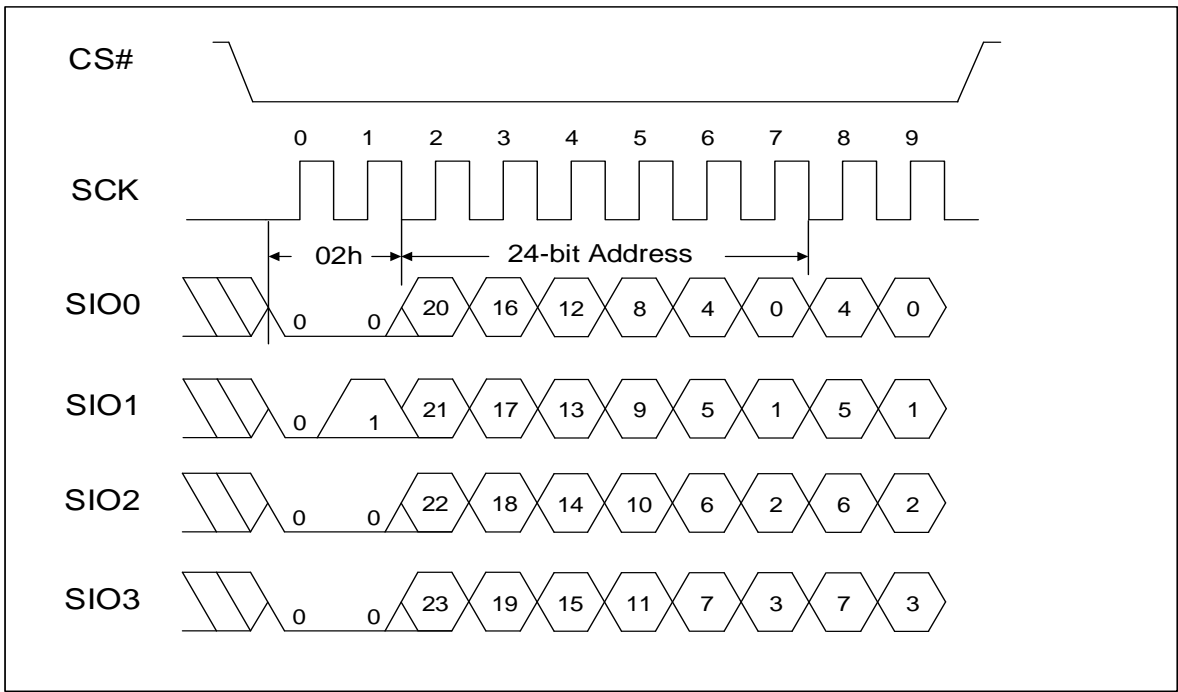 CS#
0 1 2 3 4 5 6 7 8 9
SCK
02h 24-bit Address
SIO0 0 0 20 16 12 8 4 0 4 0
SIO1 0 1 21 17 13 9 5 1 5 1
SIO2 0 0 22 18 14 10 6 2 6 2
SIO3 0 0 23 19 15 11 7 3 7 3